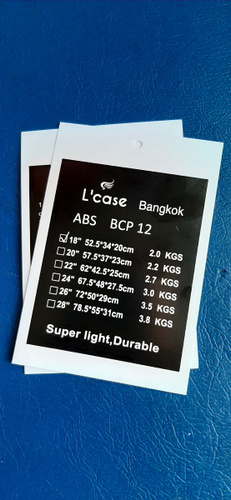 L'case Bangkok
ABS BCP 12
☑ 18" 52.5*34*20cm 2.0 KGS
☐ 20" 57.5*37*23cm 2.2 KGS
☐ 22" 62*42.5*25cm 2.7 KGS
☐ 24" 67.5*48*27.5cm 3.0 KGS
☐ 26" 72*50*29cm 3.5 KGS
☐ 28" 78.5*55*31cm 3.8 KGS
Super light,Durable